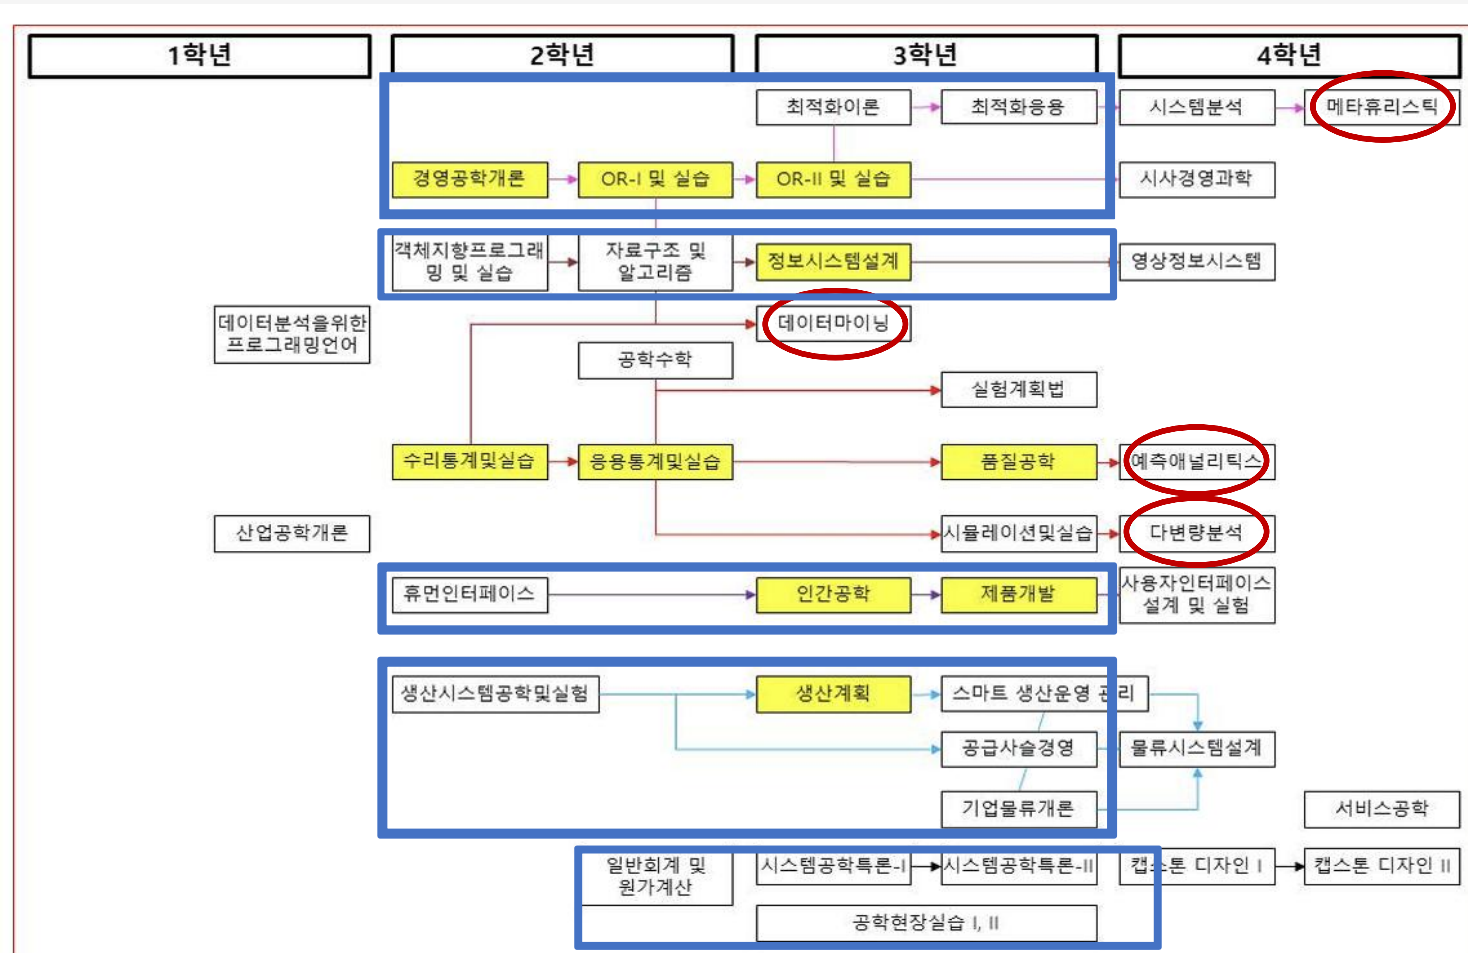 1학년
2학년
3학년
4학년
최적화이론
최적화응용
시스템분석
메타휴리스틱
경영공학개론
OR-I 및 실습
OR-II 및 실습
시사경영과학
객체지향프로그래
밍 및 실습
자료구조 및
알고리즘
정보시스템설계
영상정보시스템
데이터분석을위한
프로그래밍언어
데이터마이닝
공학수학
실험계획법
수리통계및실습
응용통계및실습
품질공학
예측애널리틱스
산업공학개론
시뮬레이션및실습
다변량분석
휴먼인터페이스
인간공학
제품개발
사용자인터페이스
설계 및 실험
생산시스템공학및실험
생산계획
스마트 생산운영 관리
공급사슬경영
물류시스템설계
기업물류개론
서비스공학
일반회계 및
원가계산
시스템공학특론-I
시스템공학특론-II
캡스톤 디자인 I
캡스톤 디자인 II
공학현장실습 I, II